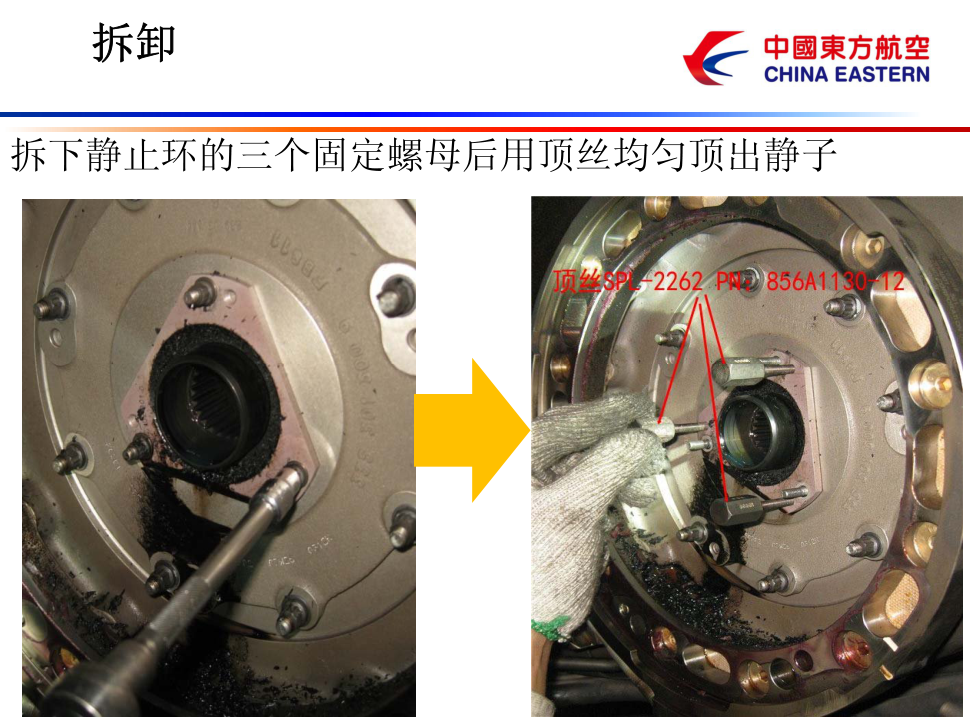 拆卸
中國東方航空
CHINA EASTERN
拆下静止环的三个固定螺母后用顶丝均匀顶出静子
顶丝SPL-2262 PN：856A1130-12